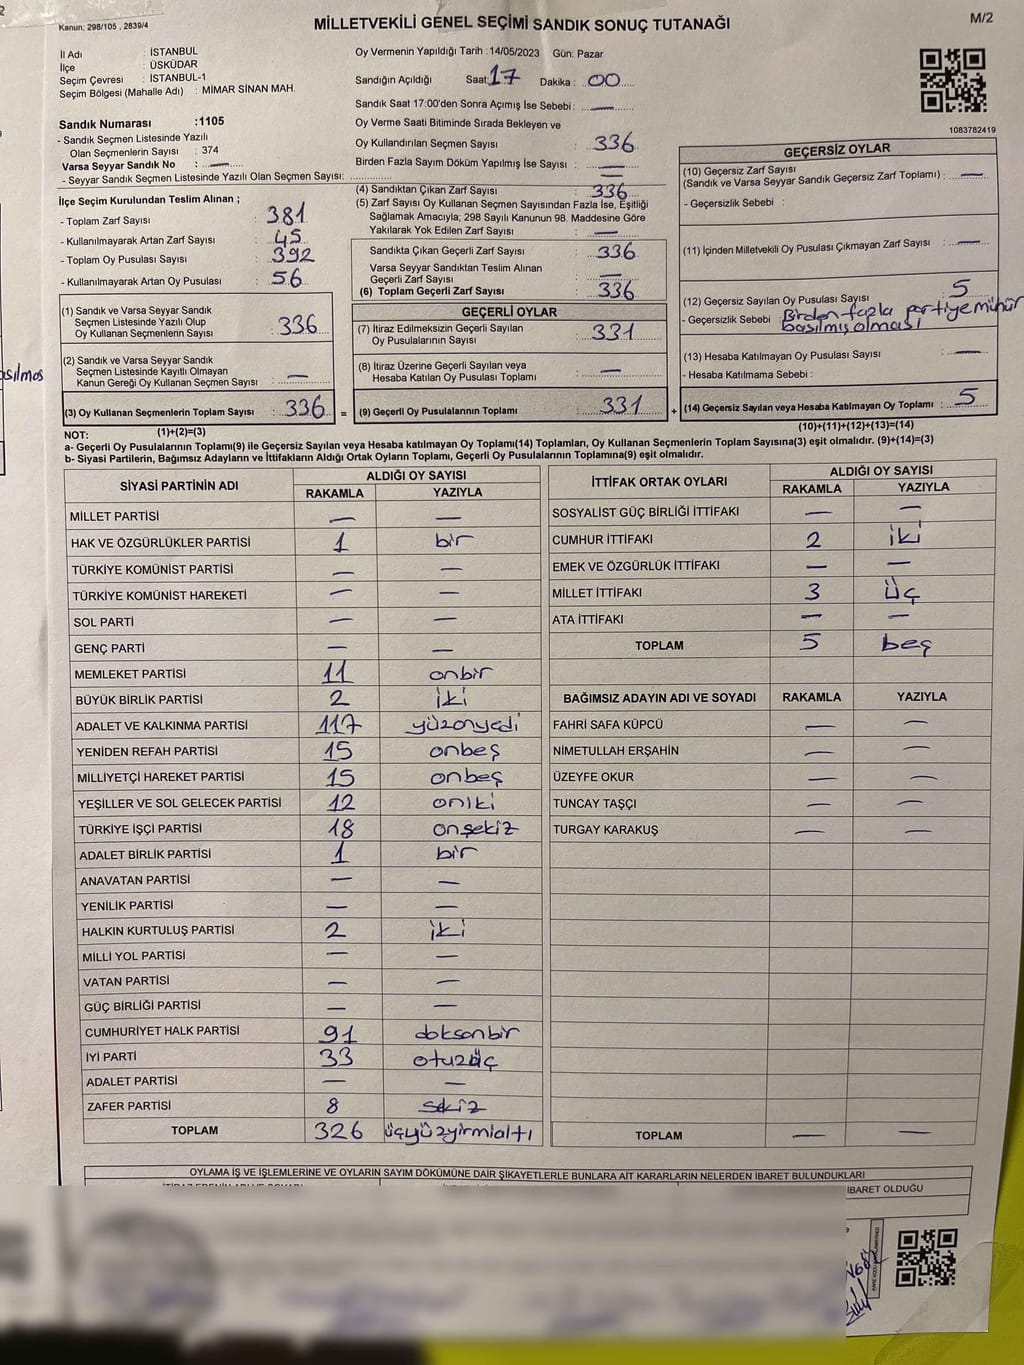 Kanun: 298/105 , 2839/4
MİLLETVEKİLİ GENEL SEÇİMİ SANDIK SONUÇ TUTANAĞI
M/2
İl Adı : İSTANBUL
İlçe : ÜSKÜDAR
Seçim Çevresi : İSTANBUL-1
Seçim Bölgesi (Mahalle Adı) : MİMAR SİNAN MAH.
Sandık Numarası :1105
- Sandık Seçmen Listesinde Yazılı
Olan Seçmenlerin Sayısı : 374
Varsa Seyyar Sandık No : —
- Seyyar Sandık Seçmen Listesinde Yazılı Olan Seçmen Sayısı:
Oy Vermenin Yapıldığı Tarih : 14/05/2023 Gün: Pazar
Sandığın Açıldığı Saat: 17 Dakika : 00
Sandık Saat 17:00'den Sonra Açımış İse Sebebi : —
Oy Verme Saati Bitiminde Sırada Bekleyen ve
Oy Kullandırılan Seçmen Sayısı : 336
Birden Fazla Sayım Döküm Yapılmış İse Sayısı : —
(4) Sandıktan Çıkan Zarf Sayısı : 336
(5) Zarf Sayısı Oy Kullanan Seçmen Sayısından Fazla İse, Eşitliği
Sağlamak Amacıyla; 298 Sayılı Kanunun 98. Maddesine Göre
Yakılarak Yok Edilen Zarf Sayısı : —
Sandıkta Çıkan Geçerli Zarf Sayısı : 336
Varsa Seyyar Sandıktan Teslim Alınan
Geçerli Zarf Sayısı : —
(6) Toplam Geçerli Zarf Sayısı : 336
1083782419
GEÇERSİZ OYLAR
(10) Geçersiz Zarf Sayısı
(Sandık ve Varsa Seyyar Sandık Geçersiz Zarf Toplamı) : —
- Geçersizlik Sebebi :
(11) İçinden Milletvekili Oy Pusulası Çıkmayan Zarf Sayısı : —
(12) Geçersiz Sayılan Oy Pusulası Sayısı : 5
- Geçersizlik Sebebi : Birden fazla partiye mühür
basılmış olması
(13) Hesaba Katılmayan Oy Pusulası Sayısı : —
- Hesaba Katılmama Sebebi :
(14) Geçersiz Sayılan veya Hesaba Katılmayan Oy Toplamı : 5
(10)+(11)+(12)+(13)=(14)
İlçe Seçim Kurulundan Teslim Alınan ;
- Toplam Zarf Sayısı : 381
- Kullanılmayarak Artan Zarf Sayısı : 45
- Toplam Oy Pusulası Sayısı : 392
- Kullanılmayarak Artan Oy Pusulası : 56
(1) Sandık ve Varsa Seyyar Sandık
Seçmen Listesinde Yazılı Olup
Oy Kullanan Seçmenlerin Sayısı : 336
(2) Sandık ve Varsa Seyyar Sandık
Seçmen Listesinde Kayıtlı Olmayan
Kanun Gereği Oy Kullanan Seçmen Sayısı : —
(3) Oy Kullanan Seçmenlerin Toplam Sayısı : 336 =
(1)+(2)=(3)
GEÇERLİ OYLAR
(7) İtiraz Edilmeksizin Geçerli Sayılan
Oy Pusulalarının Sayısı : 331
(8) İtiraz Üzerine Geçerli Sayılan veya
Hesaba Katılan Oy Pusulası Toplamı : —
(9) Geçerli Oy Pusulalarının Toplamı : 331 +
NOT:
a- Geçerli Oy Pusulalarının Toplamı(9) ile Geçersiz Sayılan veya Hesaba katılmayan Oy Toplamı(14) Toplamları, Oy Kullanan Seçmenlerin Toplam Sayısına(3) eşit olmalıdır. (9)+(14)=(3)
b- Siyasi Partilerin, Bağımsız Adayların ve İttifakların Aldığı Ortak Oyların Toplamı, Geçerli Oy Pusulalarının Toplamına(9) eşit olmalıdır.
SİYASİ PARTİNİN ADI ALDIĞI OY SAYISI
RAKAMLA YAZIYLA
MİLLET PARTİSİ — —
HAK VE ÖZGÜRLÜKLER PARTİSİ 1 bir
TÜRKİYE KOMÜNİST PARTİSİ — —
TÜRKİYE KOMÜNİST HAREKETİ — —
SOL PARTİ — —
GENÇ PARTİ — —
MEMLEKET PARTİSİ 11 onbir
BÜYÜK BİRLİK PARTİSİ 2 iki
ADALET VE KALKINMA PARTİSİ 117 yüzonyedi
YENİDEN REFAH PARTİSİ 15 onbeş
MİLLİYETÇİ HAREKET PARTİSİ 15 onbeş
YEŞİLLER VE SOL GELECEK PARTİSİ 12 oniki
TÜRKİYE İŞÇİ PARTİSİ 18 onsekiz
ADALET BİRLİK PARTİSİ 1 bir
ANAVATAN PARTİSİ — —
YENİLİK PARTİSİ — —
HALKIN KURTULUŞ PARTİSİ 2 iki
MİLLİ YOL PARTİSİ — —
VATAN PARTİSİ — —
GÜÇ BİRLİĞİ PARTİSİ — —
CUMHURİYET HALK PARTİSİ 91 doksanbir
İYİ PARTİ 33 otuzüç
ADALET PARTİSİ — —
ZAFER PARTİSİ 8 sekiz
TOPLAM 326 üçyüzyirmialtı
İTTİFAK ORTAK OYLARI ALDIĞI OY SAYISI
RAKAMLA YAZIYLA
SOSYALİST GÜÇ BİRLİĞİ İTTİFAKI — —
CUMHUR İTTİFAKI 2 iki
EMEK VE ÖZGÜRLÜK İTTİFAKI — —
MİLLET İTTİFAKI 3 üç
ATA İTTİFAKI — —
TOPLAM 5 beş
BAĞIMSIZ ADAYIN ADI VE SOYADI RAKAMLA YAZIYLA
FAHRİ SAFA KÜPCÜ — —
NİMETULLAH ERŞAHİN — —
ÜZEYFE OKUR — —
TUNCAY TAŞÇI — —
TURGAY KARAKUŞ — —
TOPLAM — —
OYLAMA İŞ VE İŞLEMLERİNE VE OYLARIN SAYIM DÖKÜMÜNE DAİR ŞİKAYETLERLE BUNLARA AİT KARARLARIN NELERDEN İBARET BULUNDUKLARI
İBARET OLDUĞU